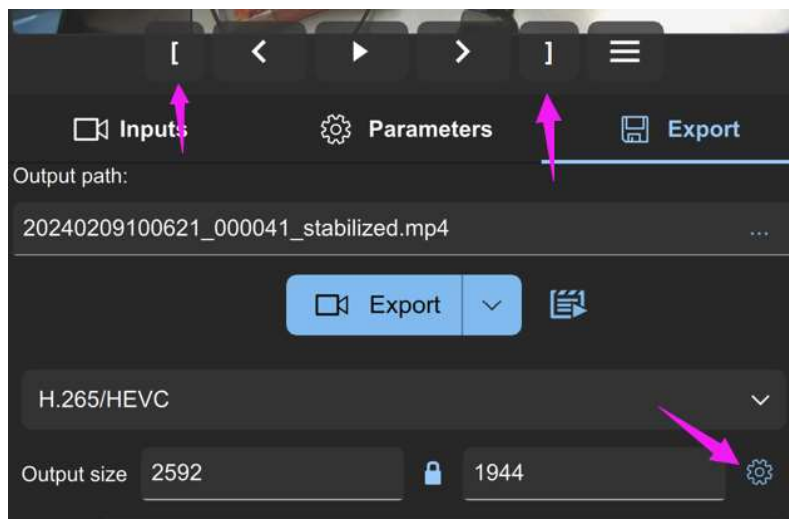 [ < > ]
Inputs Parameters Export
Output path:
20240209100621_000041_stabilized.mp4 ...
Export
H.265/HEVC
Output size 2592 1944